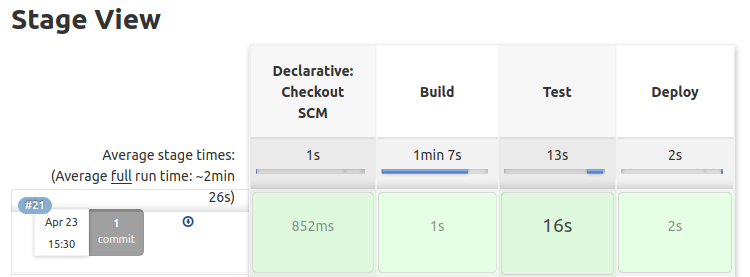 Stage View
Declarative:
Checkout
SCM
Build
Test
Deploy
Average stage times:
(Average full run time: ~2min
26s)
1s
1min 7s
13s
2s
#21
Apr 23
15:30
1
commit
852ms
1s
16s
2s